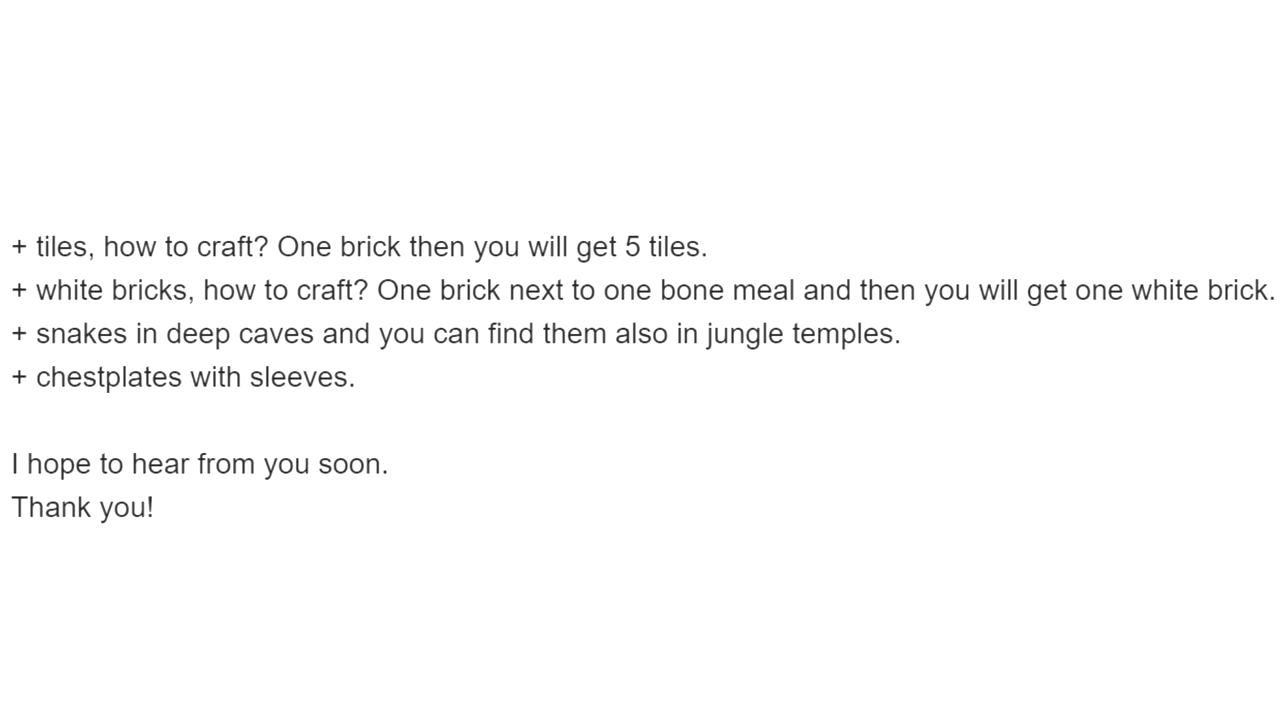 + tiles, how to craft? One brick then you will get 5 tiles.
+ white bricks, how to craft? One brick next to one bone meal and then you will get one white brick.
+ snakes in deep caves and you can find them also in jungle temples.
+ chestplates with sleeves.
I hope to hear from you soon.
Thank you!